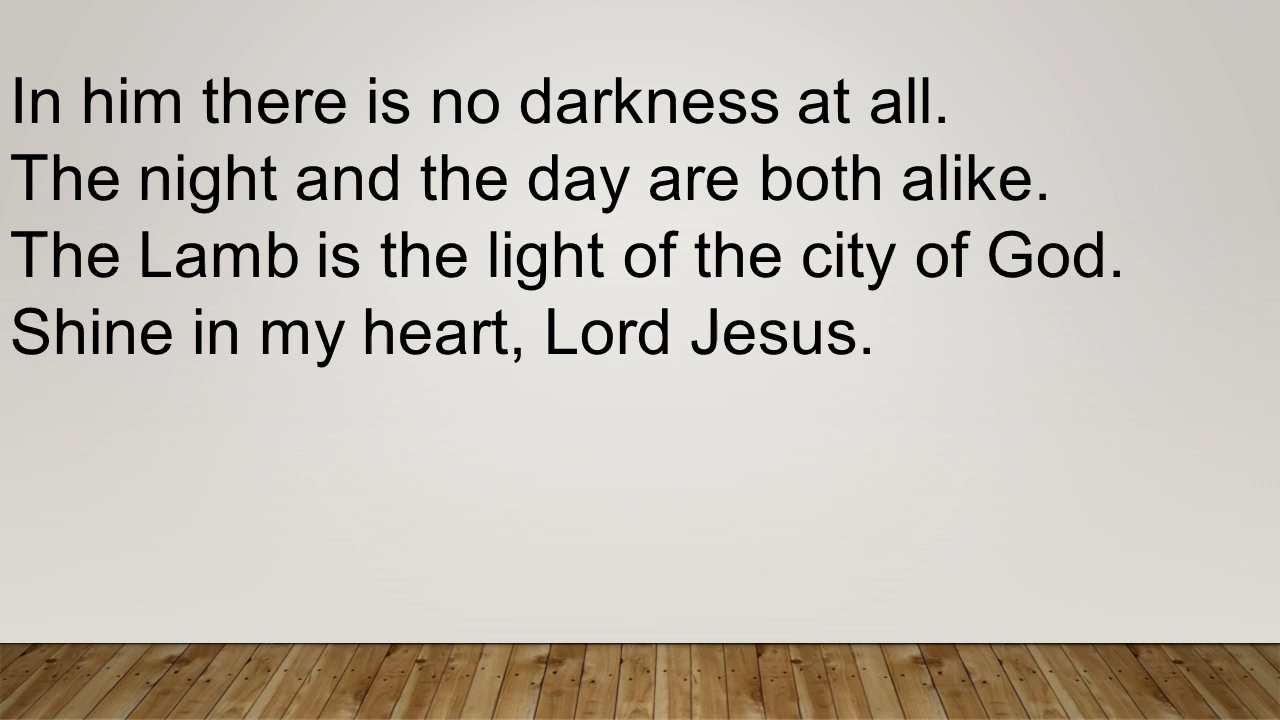 In him there is no darkness at all.
The night and the day are both alike.
The Lamb is the light of the city of God.
Shine in my heart, Lord Jesus.